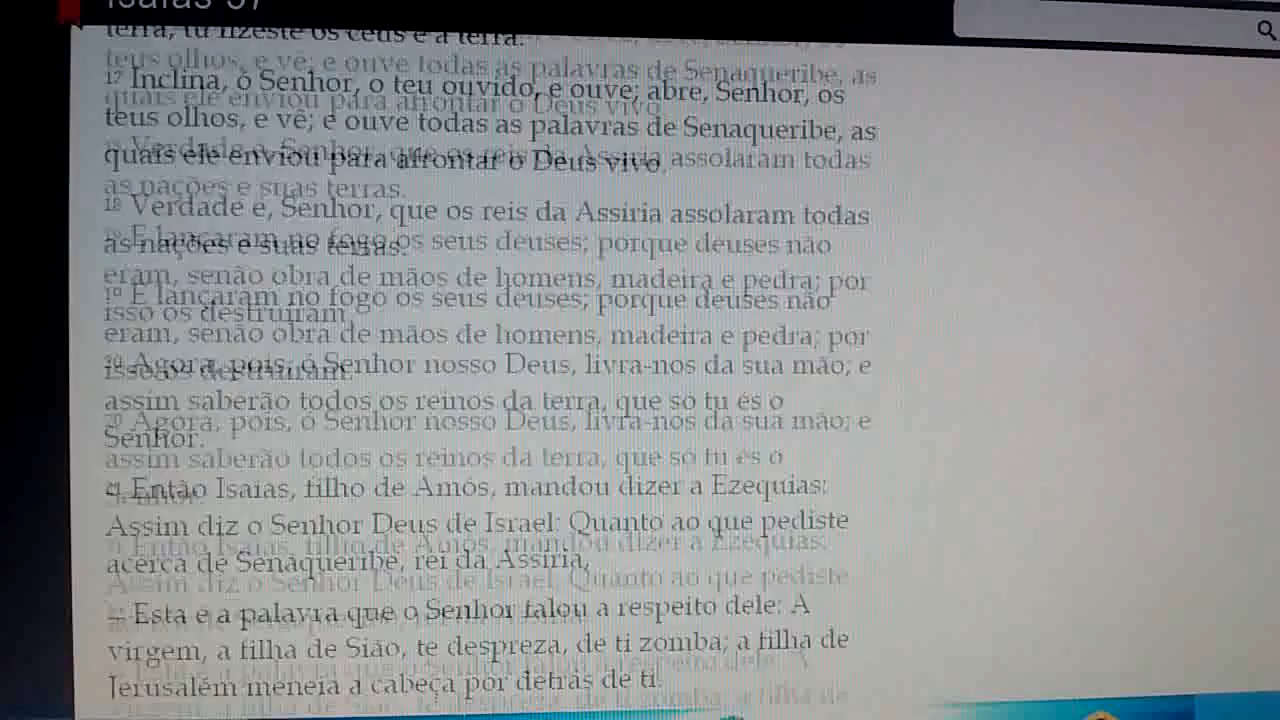 Isaías 37
terra, tu fizeste os céus e a terra.
17 Inclina, ó Senhor, o teu ouvido, e ouve; abre, Senhor, os
teus olhos, e vê; e ouve todas as palavras de Senaqueribe, as
quais ele enviou para afrontar o Deus vivo.
18 Verdade é, Senhor, que os reis da Assíria assolaram todas
as nações e suas terras.
19 E lançaram no fogo os seus deuses; porque deuses não
eram, senão obra de mãos de homens, madeira e pedra; por
isso os destruíram.
20 Agora, pois, ó Senhor nosso Deus, livra-nos da sua mão; e
assim saberão todos os reinos da terra, que só tu és o
Senhor.
21 Então Isaías, filho de Amós, mandou dizer a Ezequias:
Assim diz o Senhor Deus de Israel: Quanto ao que pediste
acerca de Senaqueribe, rei da Assíria,
22 Esta é a palavra que o Senhor falou a respeito dele: A
virgem, a filha de Sião, te despreza, de ti zomba; a filha de
Jerusalém meneia a cabeça por detrás de ti.